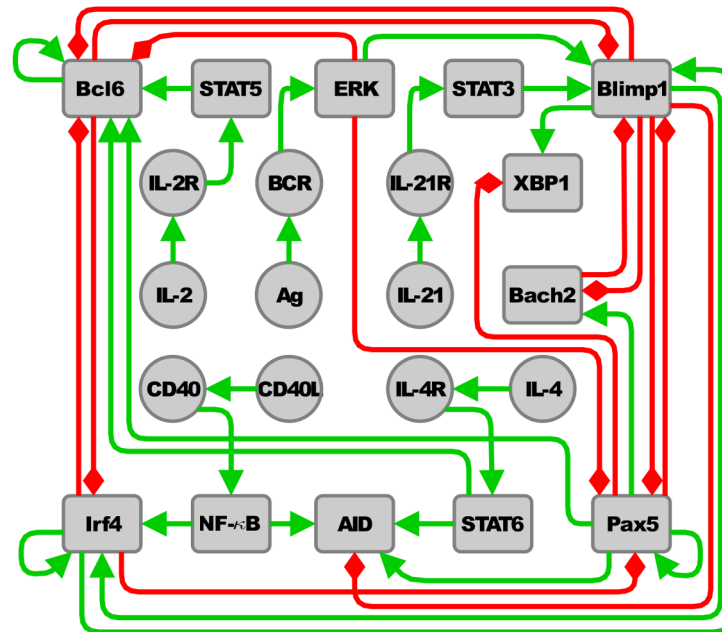 Bcl6 STAT5 ERK STAT3 Blimp1
IL-2R BCR IL-21R XBP1
IL-2 Ag IL-21 Bach2
CD40 CD40L IL-4R IL-4
Irf4 NF-κB AID STAT6 Pax5